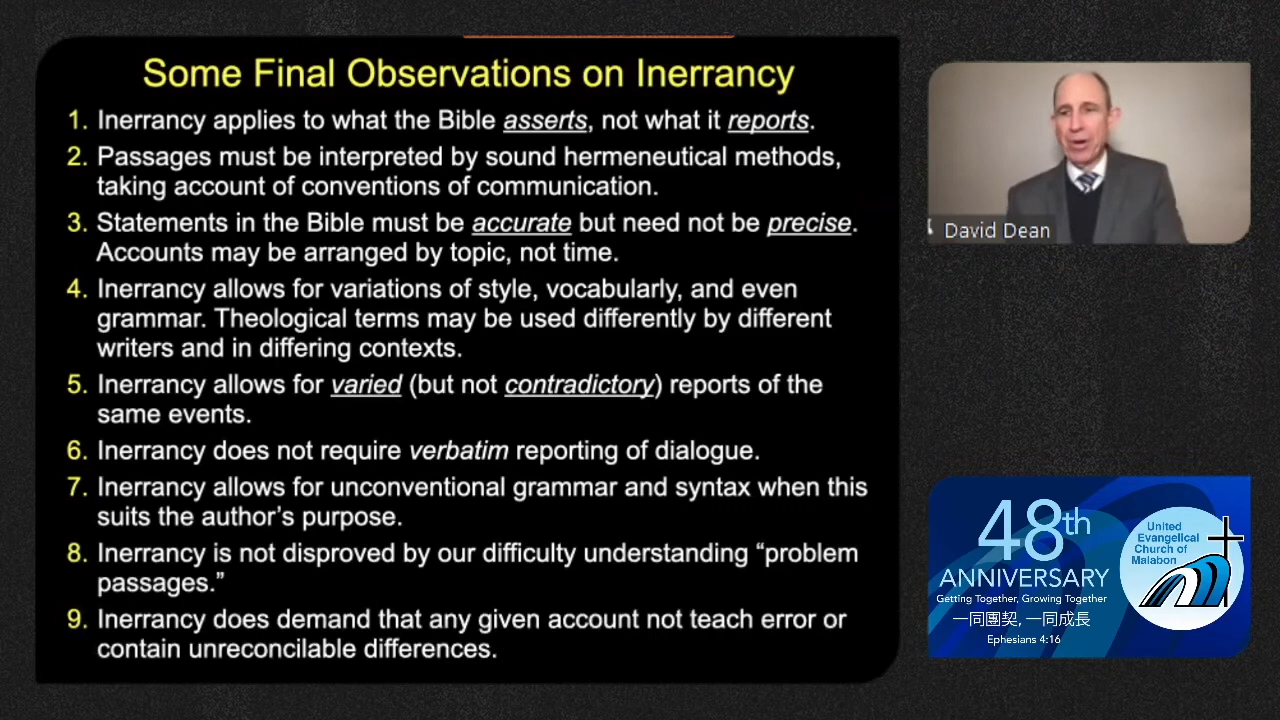 Some Final Observations on Inerrancy
1. Inerrancy applies to what the Bible asserts, not what it reports.
2. Passages must be interpreted by sound hermeneutical methods,
taking account of conventions of communication.
3. Statements in the Bible must be accurate but need not be precise.
Accounts may be arranged by topic, not time.
4. Inerrancy allows for variations of style, vocabularly, and even
grammar. Theological terms may be used differently by different
writers and in differing contexts.
5. Inerrancy allows for varied (but not contradictory) reports of the
same events.
6. Inerrancy does not require verbatim reporting of dialogue.
7. Inerrancy allows for unconventional grammar and syntax when this
suits the author’s purpose.
8. Inerrancy is not disproved by our difficulty understanding “problem
passages.”
9. Inerrancy does demand that any given account not teach error or
contain unreconcilable differences.
David Dean
48th
ANNIVERSARY
Getting Together, Growing Together
一同團契, 一同成長
Ephesians 4:16
United
Evangelical
Church of
Malabon